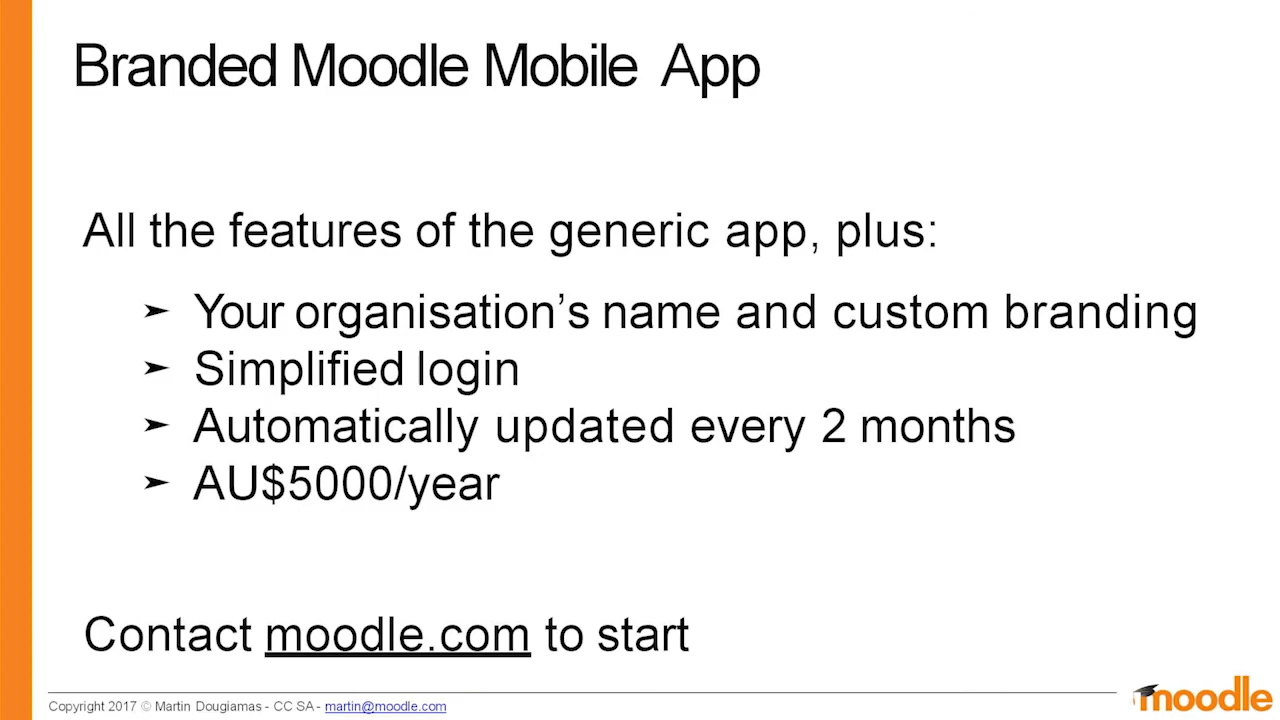 Branded Moodle Mobile App
All the features of the generic app, plus:
➢ Your organisation’s name and custom branding
➢ Simplified login
➢ Automatically updated every 2 months
➢ AU$5000/year
Contact moodle.com to start
Copyright 2017 © Martin Dougiamas - CC SA - martin@moodle.com
moodle